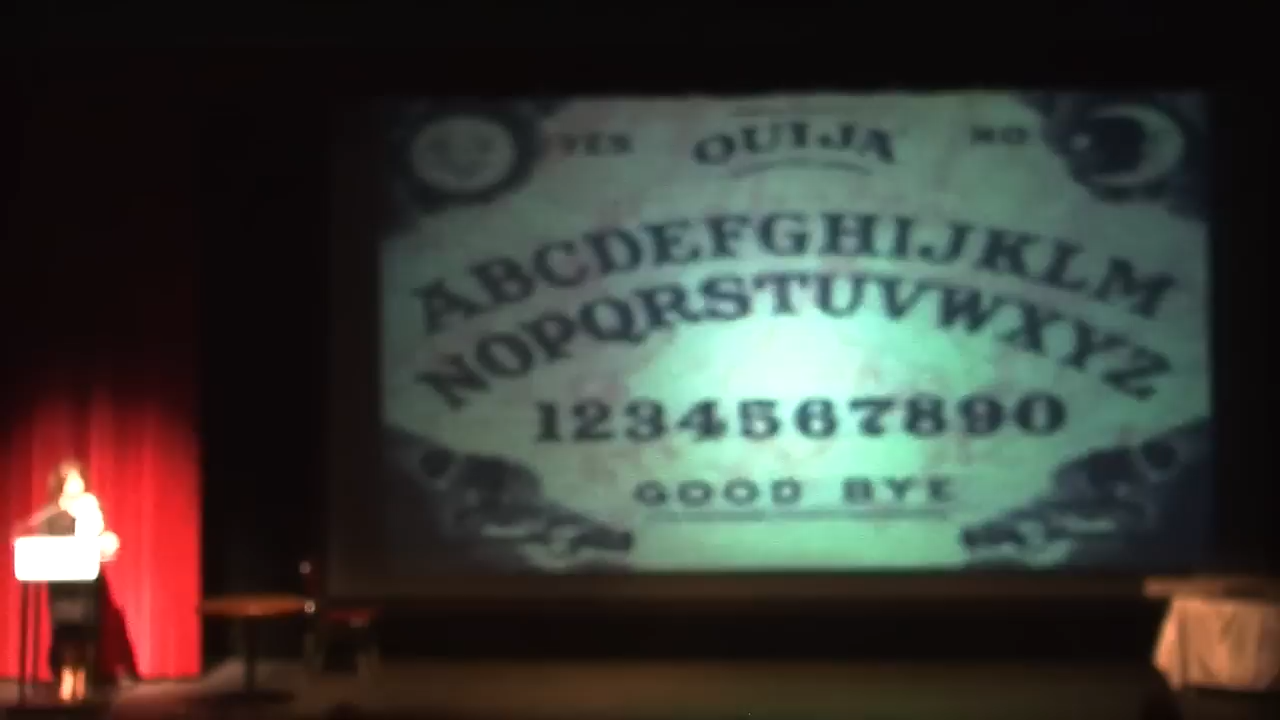 YES OUIJA NO
ABCDEFGHIJKLM
NOPQRSTUVWXYZ
1234567890
GOOD BYE